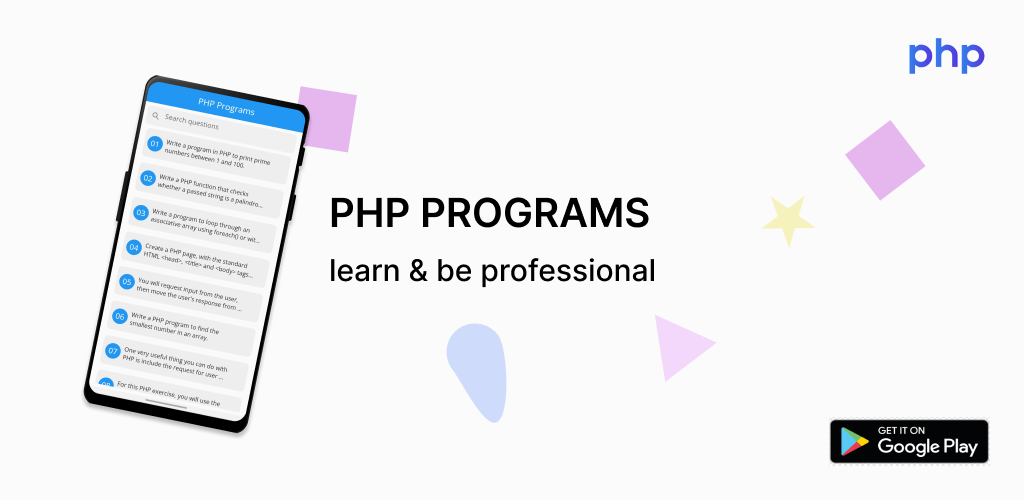 php
PHP Programs
Search questions
01
Write a program in PHP to print prime
numbers between 1 and 100.
02
Write a PHP function that checks
whether a passed string is a palindro...
03
Write a program to loop through an
associative array using foreach() or wit...
04
Create a PHP page, with the standard
HTML <head>, <title> and <body> tags...
05
You will request input from the user,
then move the user's response from ...
06
Write a PHP program to find the
smallest number in an array.
07
One very useful thing you can do with
PHP is include the request for user ...
For this PHP exercise, you will use the
PHP PROGRAMS
learn & be professional
GET IT ON
Google Play